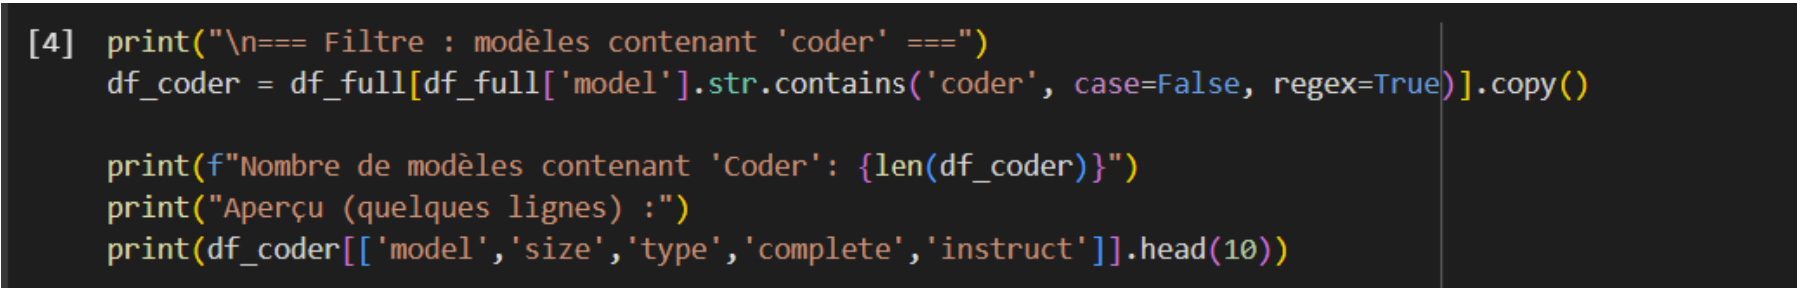 [4] print("\n=== Filtre : modèles contenant 'coder' ===")
df_coder = df_full[df_full['model'].str.contains('coder', case=False, regex=True)].copy()
print(f"Nombre de modèles contenant 'Coder': {len(df_coder)}")
print("Aperçu (quelques lignes) :")
print(df_coder[['model','size','type','complete','instruct']].head(10))